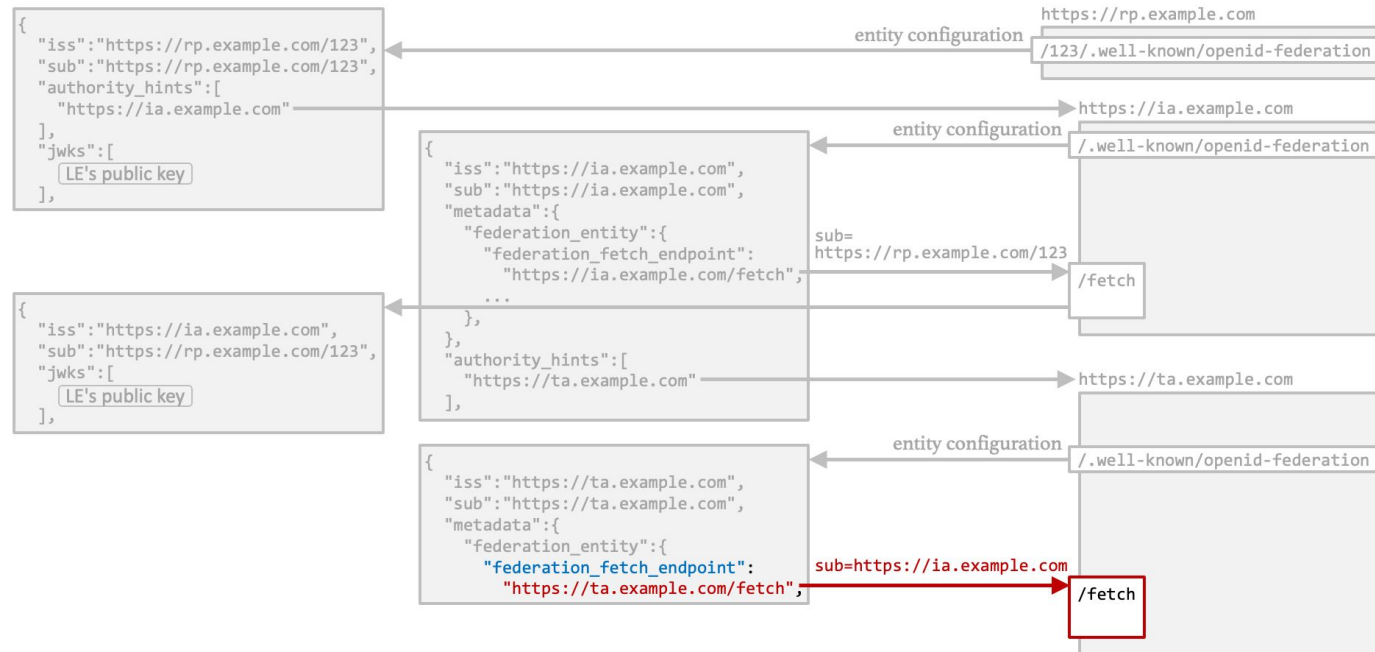 https://rp.example.com
entity configuration
/123/.well-known/openid-federation
{
"iss":"https://rp.example.com/123",
"sub":"https://rp.example.com/123",
"authority_hints":[
"https://ia.example.com"
],
"jwks":[
LE's public key
],
https://ia.example.com
entity configuration
/.well-known/openid-federation
{
"iss":"https://ia.example.com",
"sub":"https://ia.example.com",
"metadata":{
"federation_entity":{
"federation_fetch_endpoint":
"https://ia.example.com/fetch",
...
},
},
"authority_hints":[
"https://ta.example.com"
],
sub=
https://rp.example.com/123
/fetch
{
"iss":"https://ia.example.com",
"sub":"https://rp.example.com/123",
"jwks":[
LE's public key
],
https://ta.example.com
entity configuration
/.well-known/openid-federation
{
"iss":"https://ta.example.com",
"sub":"https://ta.example.com",
"metadata":{
"federation_entity":{
"federation_fetch_endpoint":
"https://ta.example.com/fetch",
sub=https://ia.example.com
/fetch